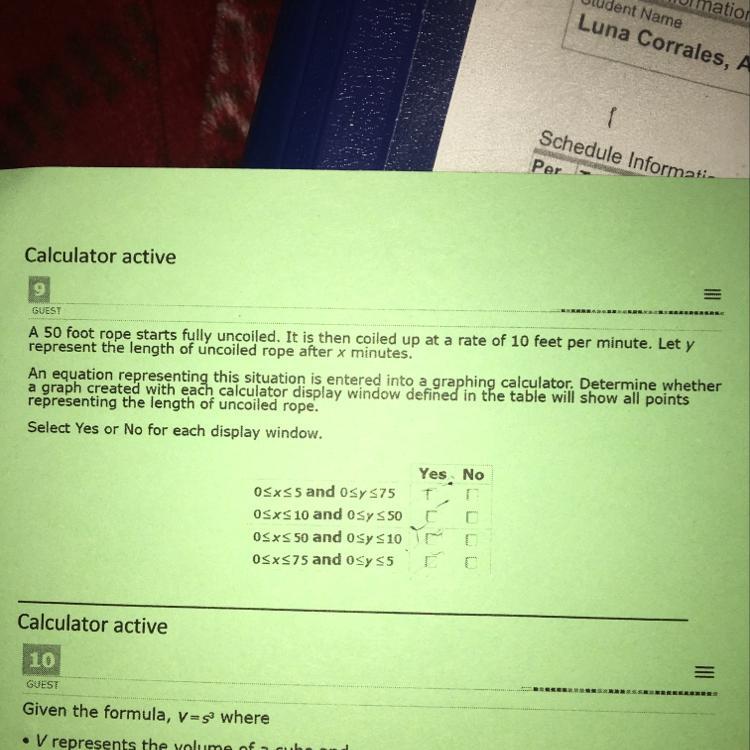 Student Name
Luna Corrales, A
Schedule
Per
Calculator active
9
GUEST
A 50 foot rope starts fully uncoiled. It is then coiled up at a rate of 10 feet per minute. Let y
represent the length of uncoiled rope after x minutes.
An equation representing this situation is entered into a graphing calculator. Determine whether
a graph created with each calculator display window defined in the table will show all points
representing the length of uncoiled rope.
Select Yes or No for each display window.
Yes No
0≤x≤5 and 0≤y≤75
0≤x≤10 and 0≤y≤50
0≤x≤50 and 0≤y≤10
0≤x≤75 and 0≤y≤5
Calculator active
10
GUEST
Given the formula, V=s³ where
• V represents the volume of a cube and